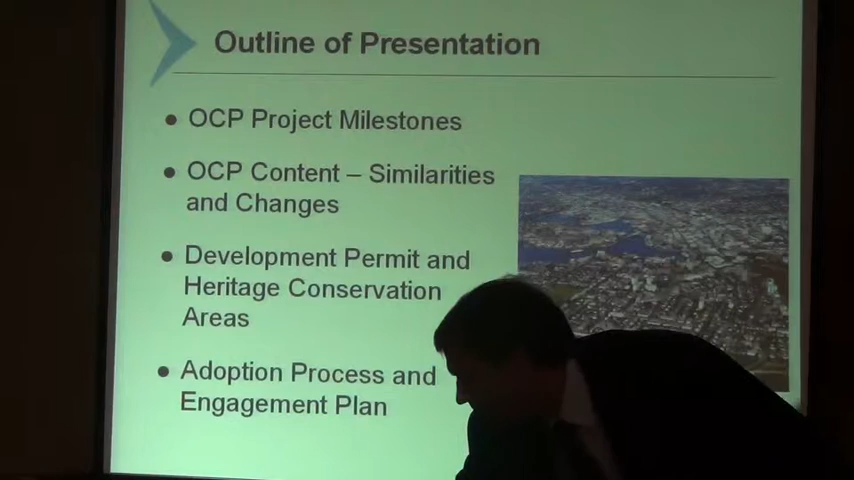 Outline of Presentation
● OCP Project Milestones
● OCP Content – Similarities
and Changes
● Development Permit and
Heritage Conservation
Areas
● Adoption Process and
Engagement Plan